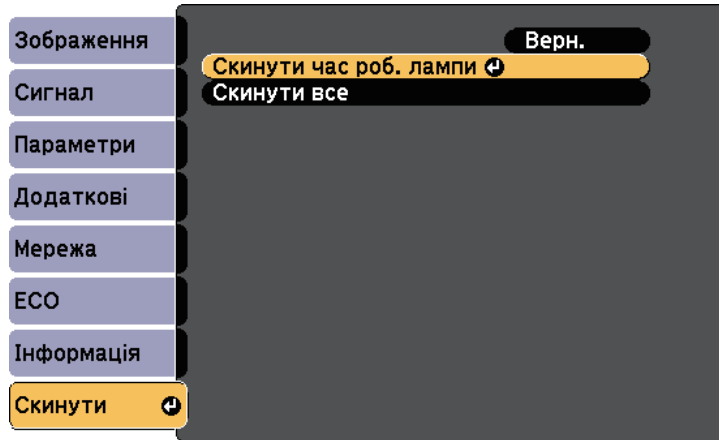 Зображення
Сигнал
Параметри
Додаткові
Мережа
ECO
Інформація
Скинути
Верн.
Скинути час роб. лампи
Скинути все